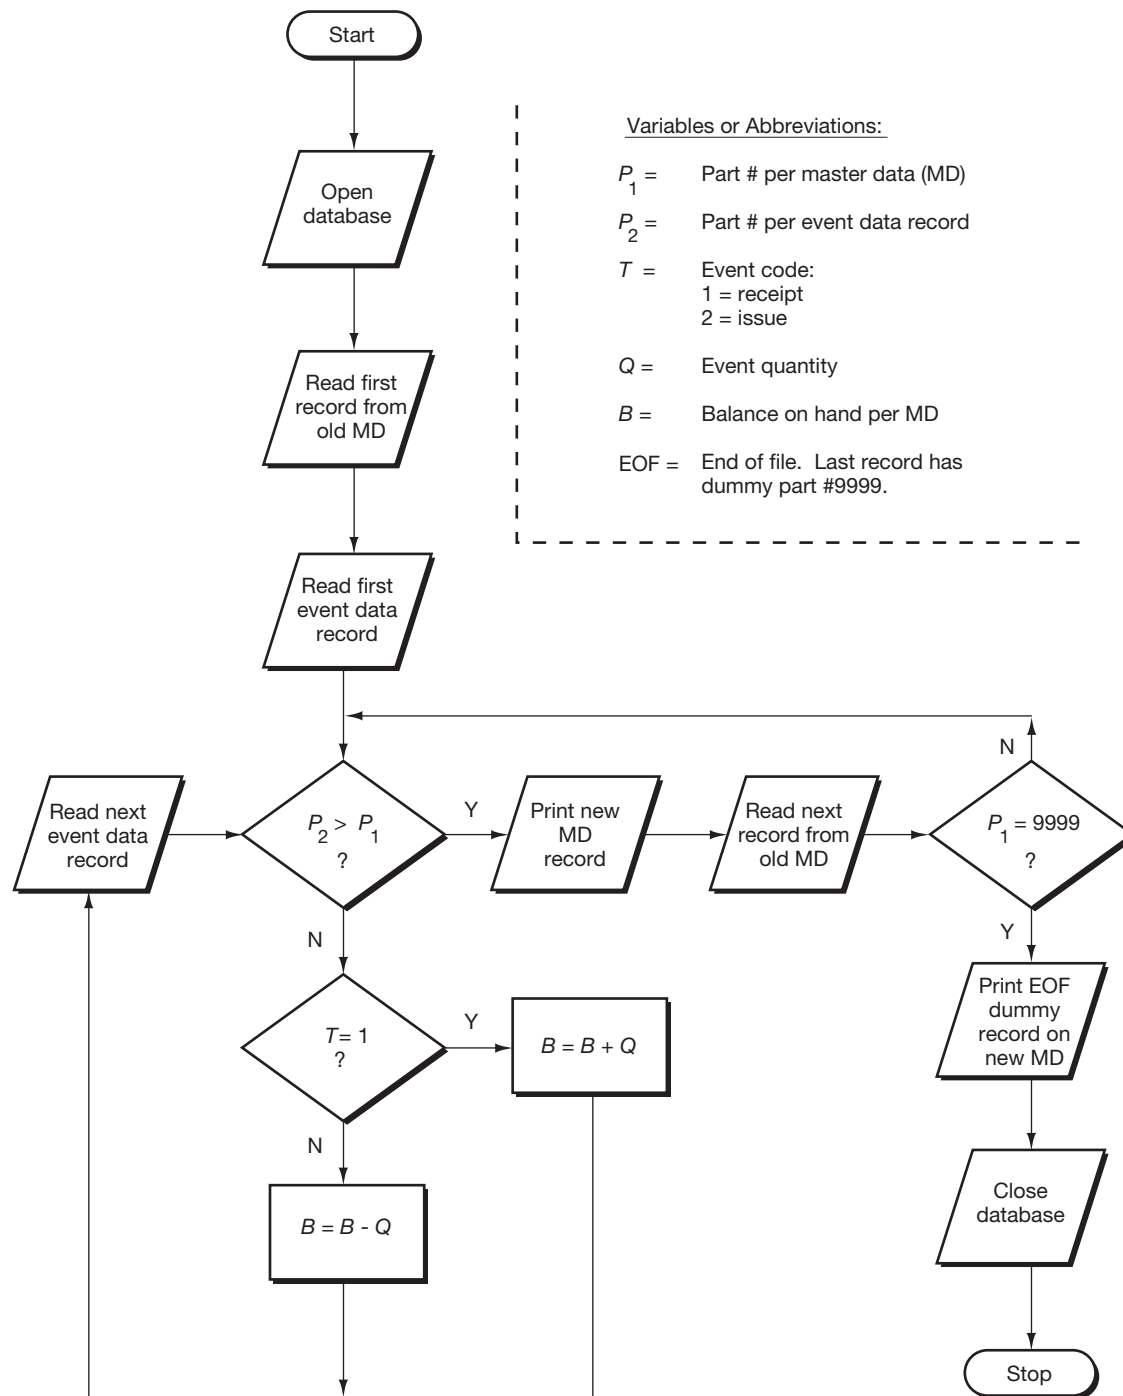 Start
Variables or Abbreviations:
P1 = Part # per master data (MD)
P2 = Part # per event data record
T = Event code:
1 = receipt
2 = issue
Q = Event quantity
B = Balance on hand per MD
EOF = End of file. Last record has
dummy part #9999.
Open
database
Read first
record from
old MD
Read first
event data
record
Read next
event data
record
P2 > P1
?
Y
Print new
MD
record
Read next
record from
old MD
P1 = 9999
?
N
Y
N
T = 1
?
Y
B = B + Q
N
B = B - Q
Print EOF
dummy
record on
new MD
Close
database
Stop